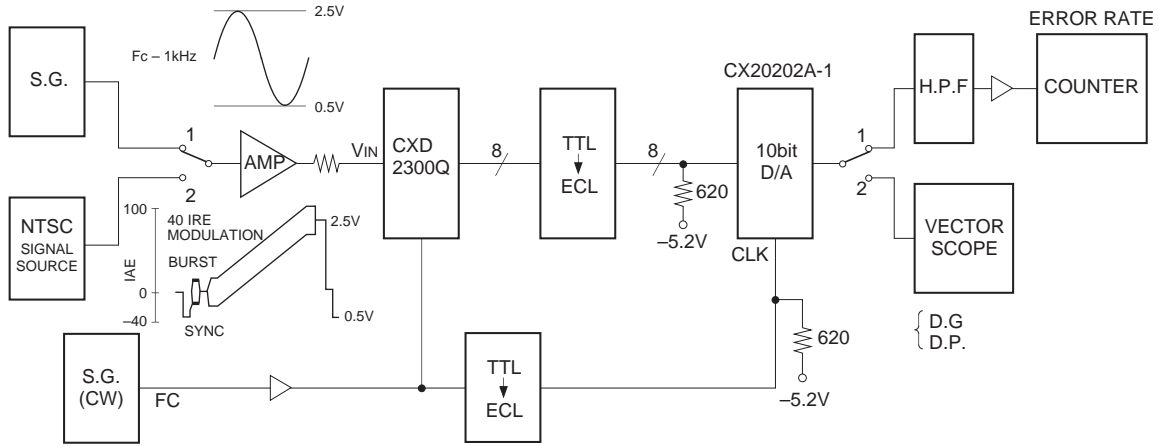 2.5V
Fc – 1kHz
0.5V
S.G.
1
2
AMP
VIN
CXD
2300Q
8
TTL
ECL
8
620
–5.2V
CX20202A-1
10bit
D/A
CLK
1
2
H.P.F
ERROR RATE
COUNTER
VECTOR
SCOPE
D.G
D.P.
NTSC
SIGNAL
SOURCE
IAE
100
0
–40
40 IRE
MODULATION
BURST
SYNC
2.5V
0.5V
S.G.
(CW)
FC
TTL
ECL
620
–5.2V